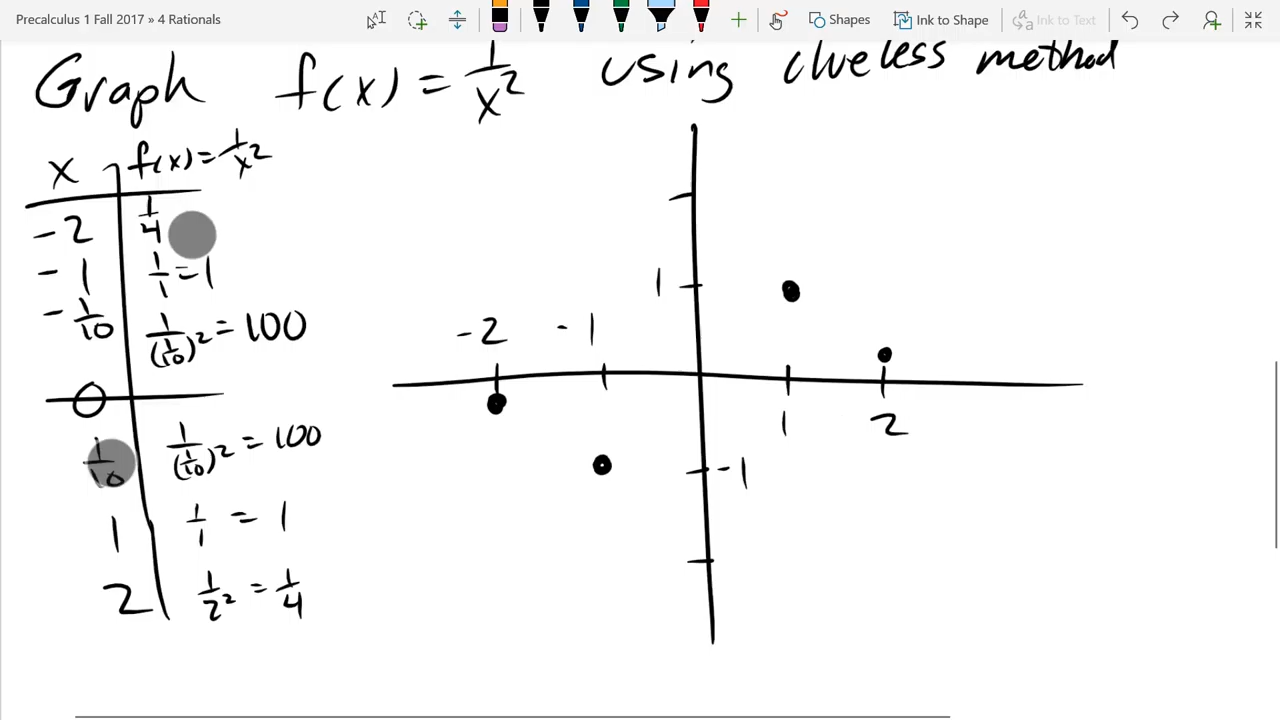 Precalculus 1 Fall 2017 » 4 Rationals
Shapes
Ink to Shape
Ink to Text
Graph f(x) = 1/x² using clueless method
x f(x) = 1/x²
-2 1/4
-1 1/1 = 1
-1/10 1/(1/10)² = 100
0
1/10 1/(1/10)² = 100
1 1/1 = 1
2 1/2² = 1/4
1
-2 -1
1 2
-1